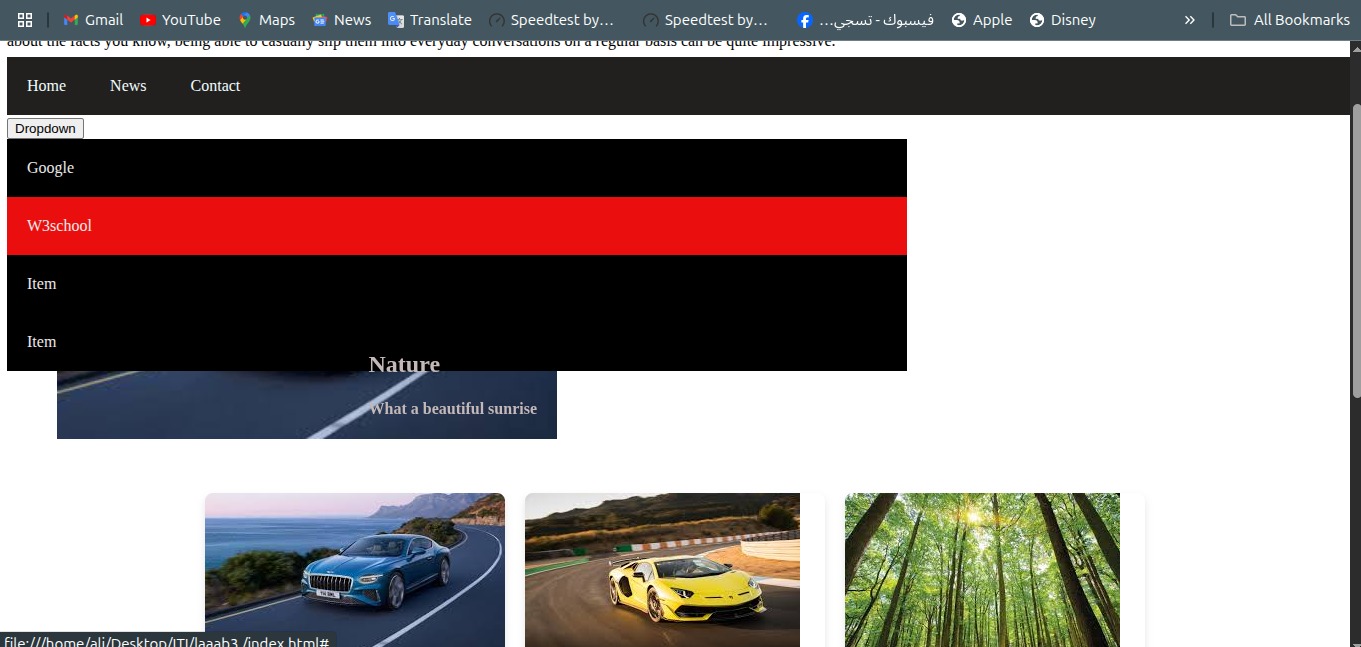 Gmail YouTube Maps News Translate Speedtest by… Speedtest by… فيسبوك - تسجي… Apple Disney » All Bookmarks
about the facts you know, being able to casually slip them into everyday conversations on a regular basis can be quite impressive.
Home News Contact
Dropdown
Google
W3school
Item
Item
Nature
What a beautiful sunrise
file:///home/ali/Desktop/ITI/laaab3 /index.html#